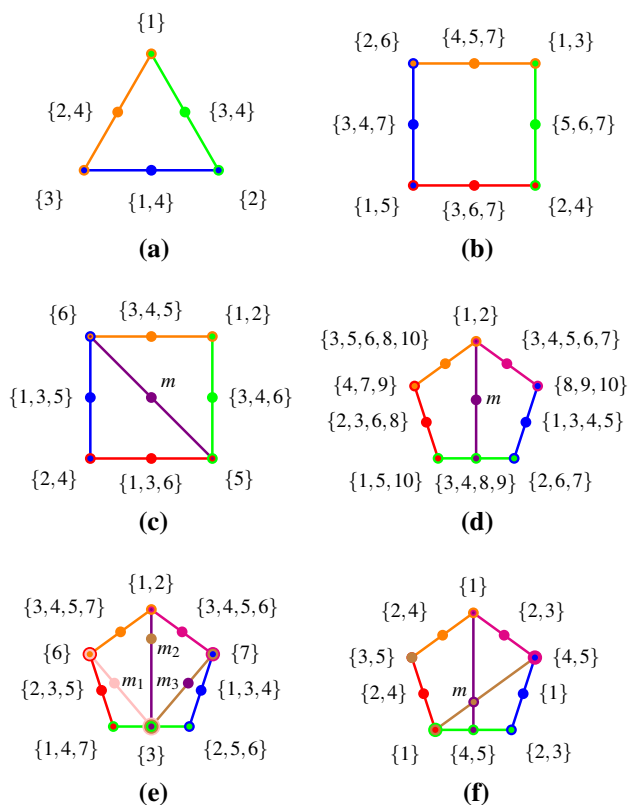 {1}
{2,4} {3,4}
{3} {1,4} {2}
(a)
{2,6} {4,5,7} {1,3}
{3,4,7} {5,6,7}
{1,5} {3,6,7} {2,4}
(b)
{6} {3,4,5} {1,2}
{1,3,5} m {3,4,6}
{2,4} {1,3,6} {5}
(c)
{1,2}
{3,5,6,8,10} {3,4,5,6,7}
{4,7,9} {8,9,10}
{2,3,6,8} m {1,3,4,5}
{1,5,10} {3,4,8,9} {2,6,7}
(d)
{1,2}
{3,4,5,7} {3,4,5,6}
{6} m2 {7}
{2,3,5} m1 m3 {1,3,4}
{1,4,7} {3} {2,5,6}
(e)
{1}
{2,4} {2,3}
{3,5} {4,5}
{2,4} m {1}
{1} {4,5} {2,3}
(f)